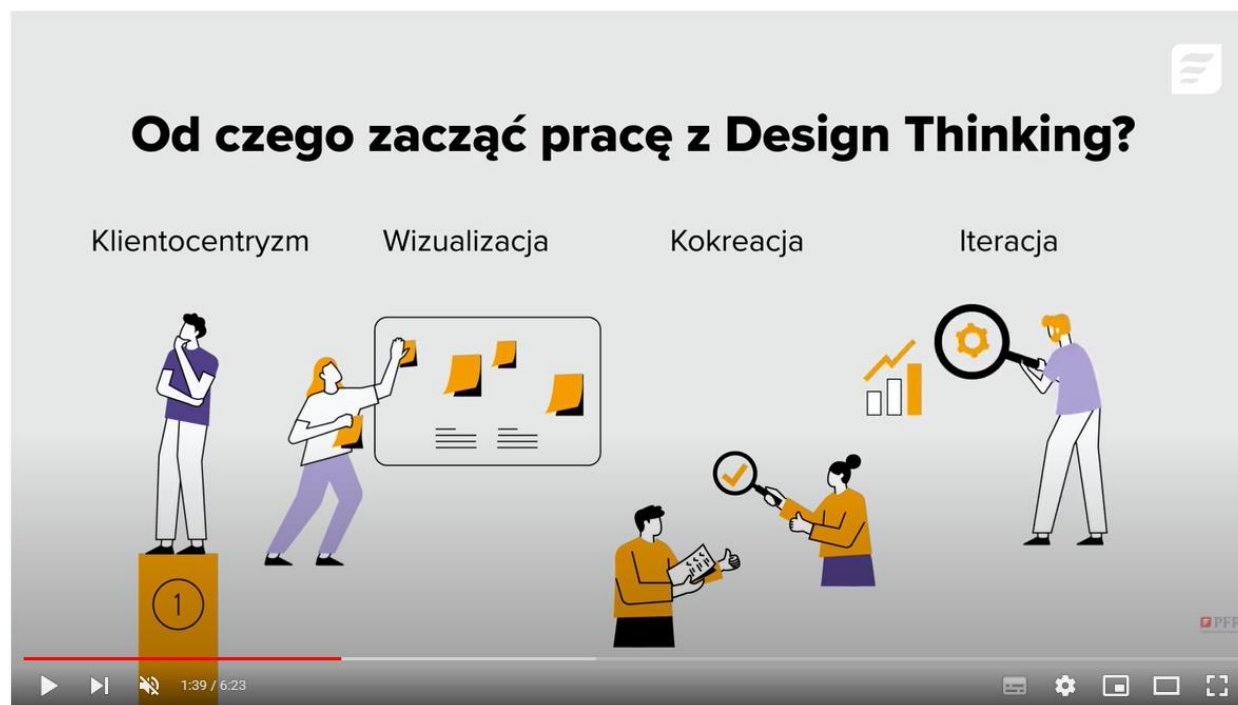 Od czego zacząć pracę z Design Thinking?
Klientocentryzm Wizualizacja Kokreacja Iteracja
1
PFR
1:39 / 6:23